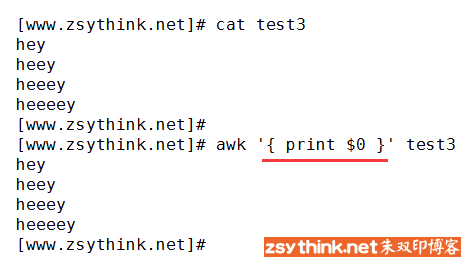 [www.zsythink.net]# cat test3
hey
heey
heeey
heeeey
[www.zsythink.net]#
[www.zsythink.net]# awk '{ print $0 }' test3
hey
heey
heeey
heeeey
[www.zsythink.net]#
zsythink.net朱双印博客